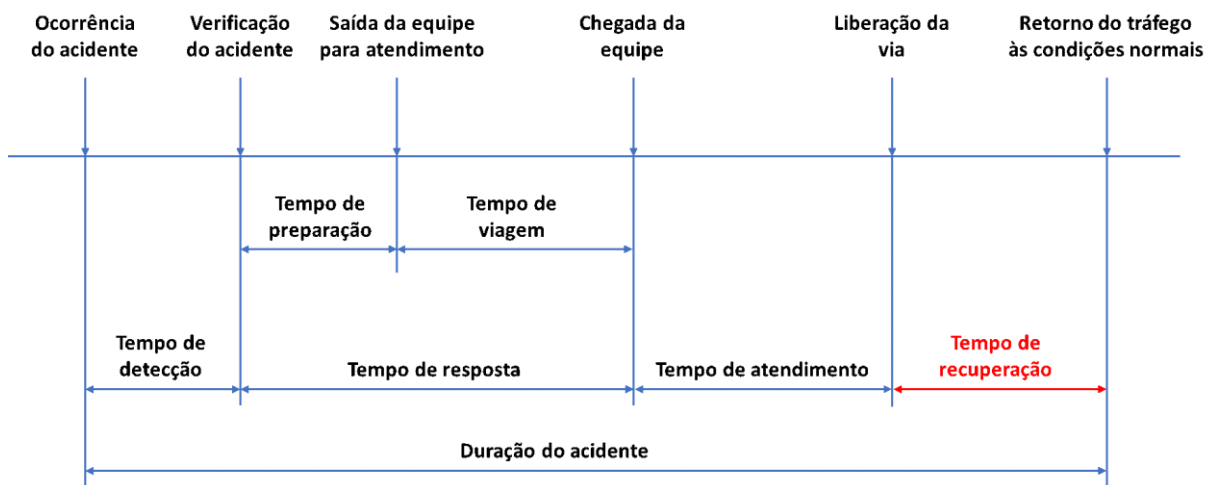 Ocorrência
do acidente
Verificação
do acidente
Saída da equipe
para atendimento
Chegada da
equipe
Liberação da
via
Retorno do tráfego
às condições normais
Tempo de
preparação
Tempo de
viagem
Tempo de
detecção
Tempo de resposta
Tempo de atendimento
Tempo de
recuperação
Duração do acidente